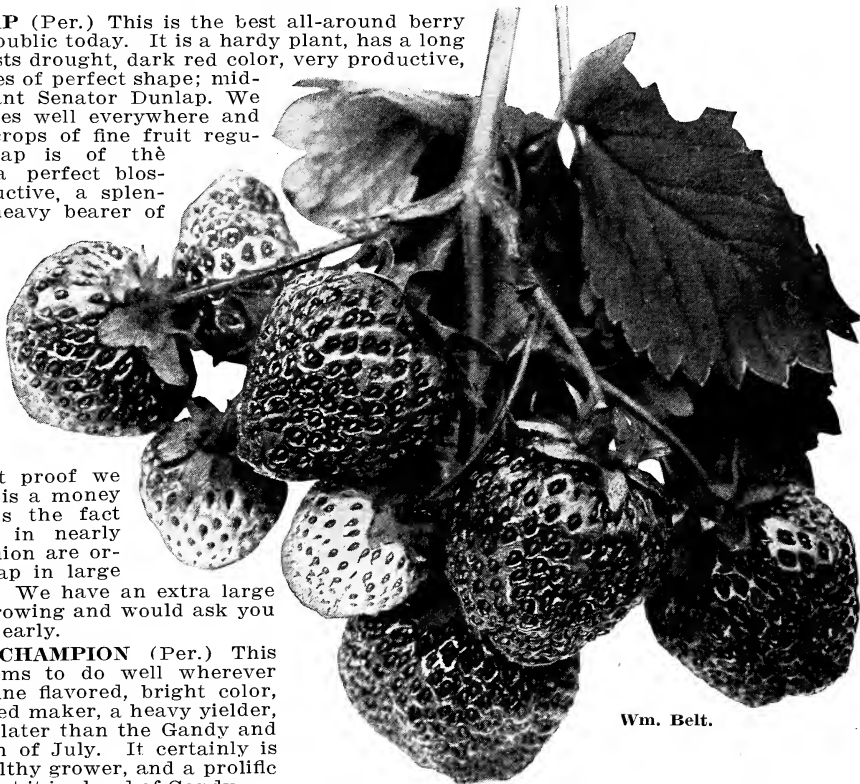 AP (Per.) This is the best all-around berry
public today. It is a hardy plant, has a long
sts drought, dark red color, very productive,
es of perfect shape; mid-
ant Senator Dunlap. We
es well everywhere and
crops of fine fruit regu-
ap is of thè
a perfect blos-
uctive, a splen-
heavy bearer of
t proof we
is a money
s the fact
in nearly
nion are or-
ap in large
We have an extra large
rowing and would ask you
early.
CHAMPION (Per.) This
ms to do well wherever
ine flavored, bright color,
ed maker, a heavy yielder,
later than the Gandy and
h of July. It certainly is
lthy grower, and a prolific
Wm. Belt.